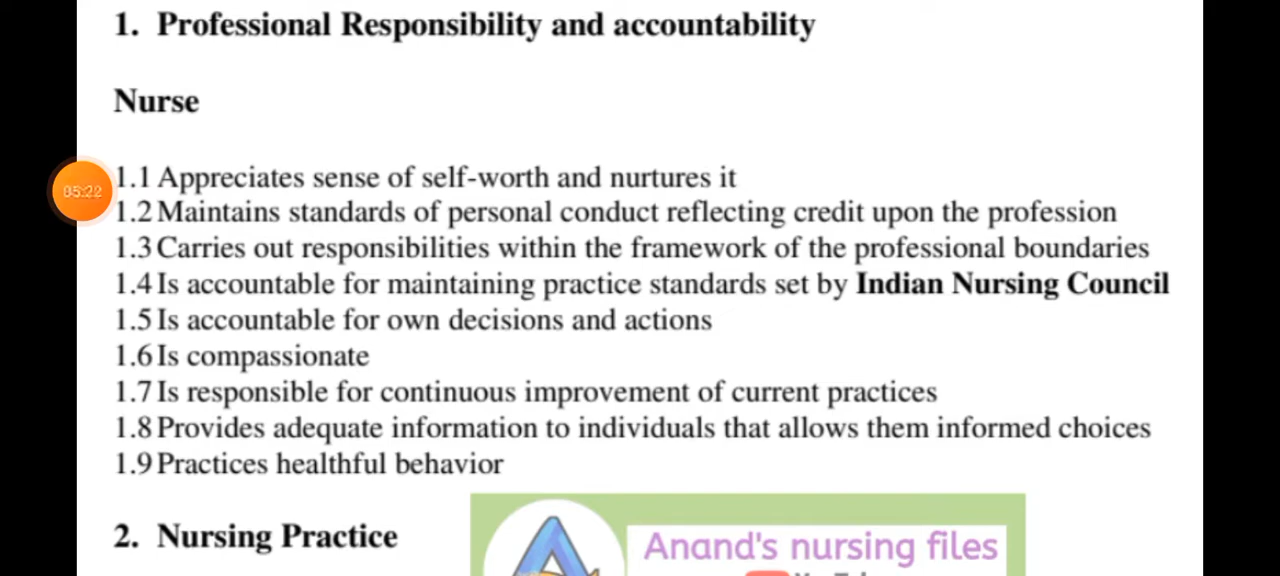 1. Professional Responsibility and accountability
Nurse
1.1 Appreciates sense of self-worth and nurtures it
05:22
1.2 Maintains standards of personal conduct reflecting credit upon the profession
1.3 Carries out responsibilities within the framework of the professional boundaries
1.4 Is accountable for maintaining practice standards set by Indian Nursing Council
1.5 Is accountable for own decisions and actions
1.6 Is compassionate
1.7 Is responsible for continuous improvement of current practices
1.8 Provides adequate information to individuals that allows them informed choices
1.9 Practices healthful behavior
2. Nursing Practice
Anand's nursing files